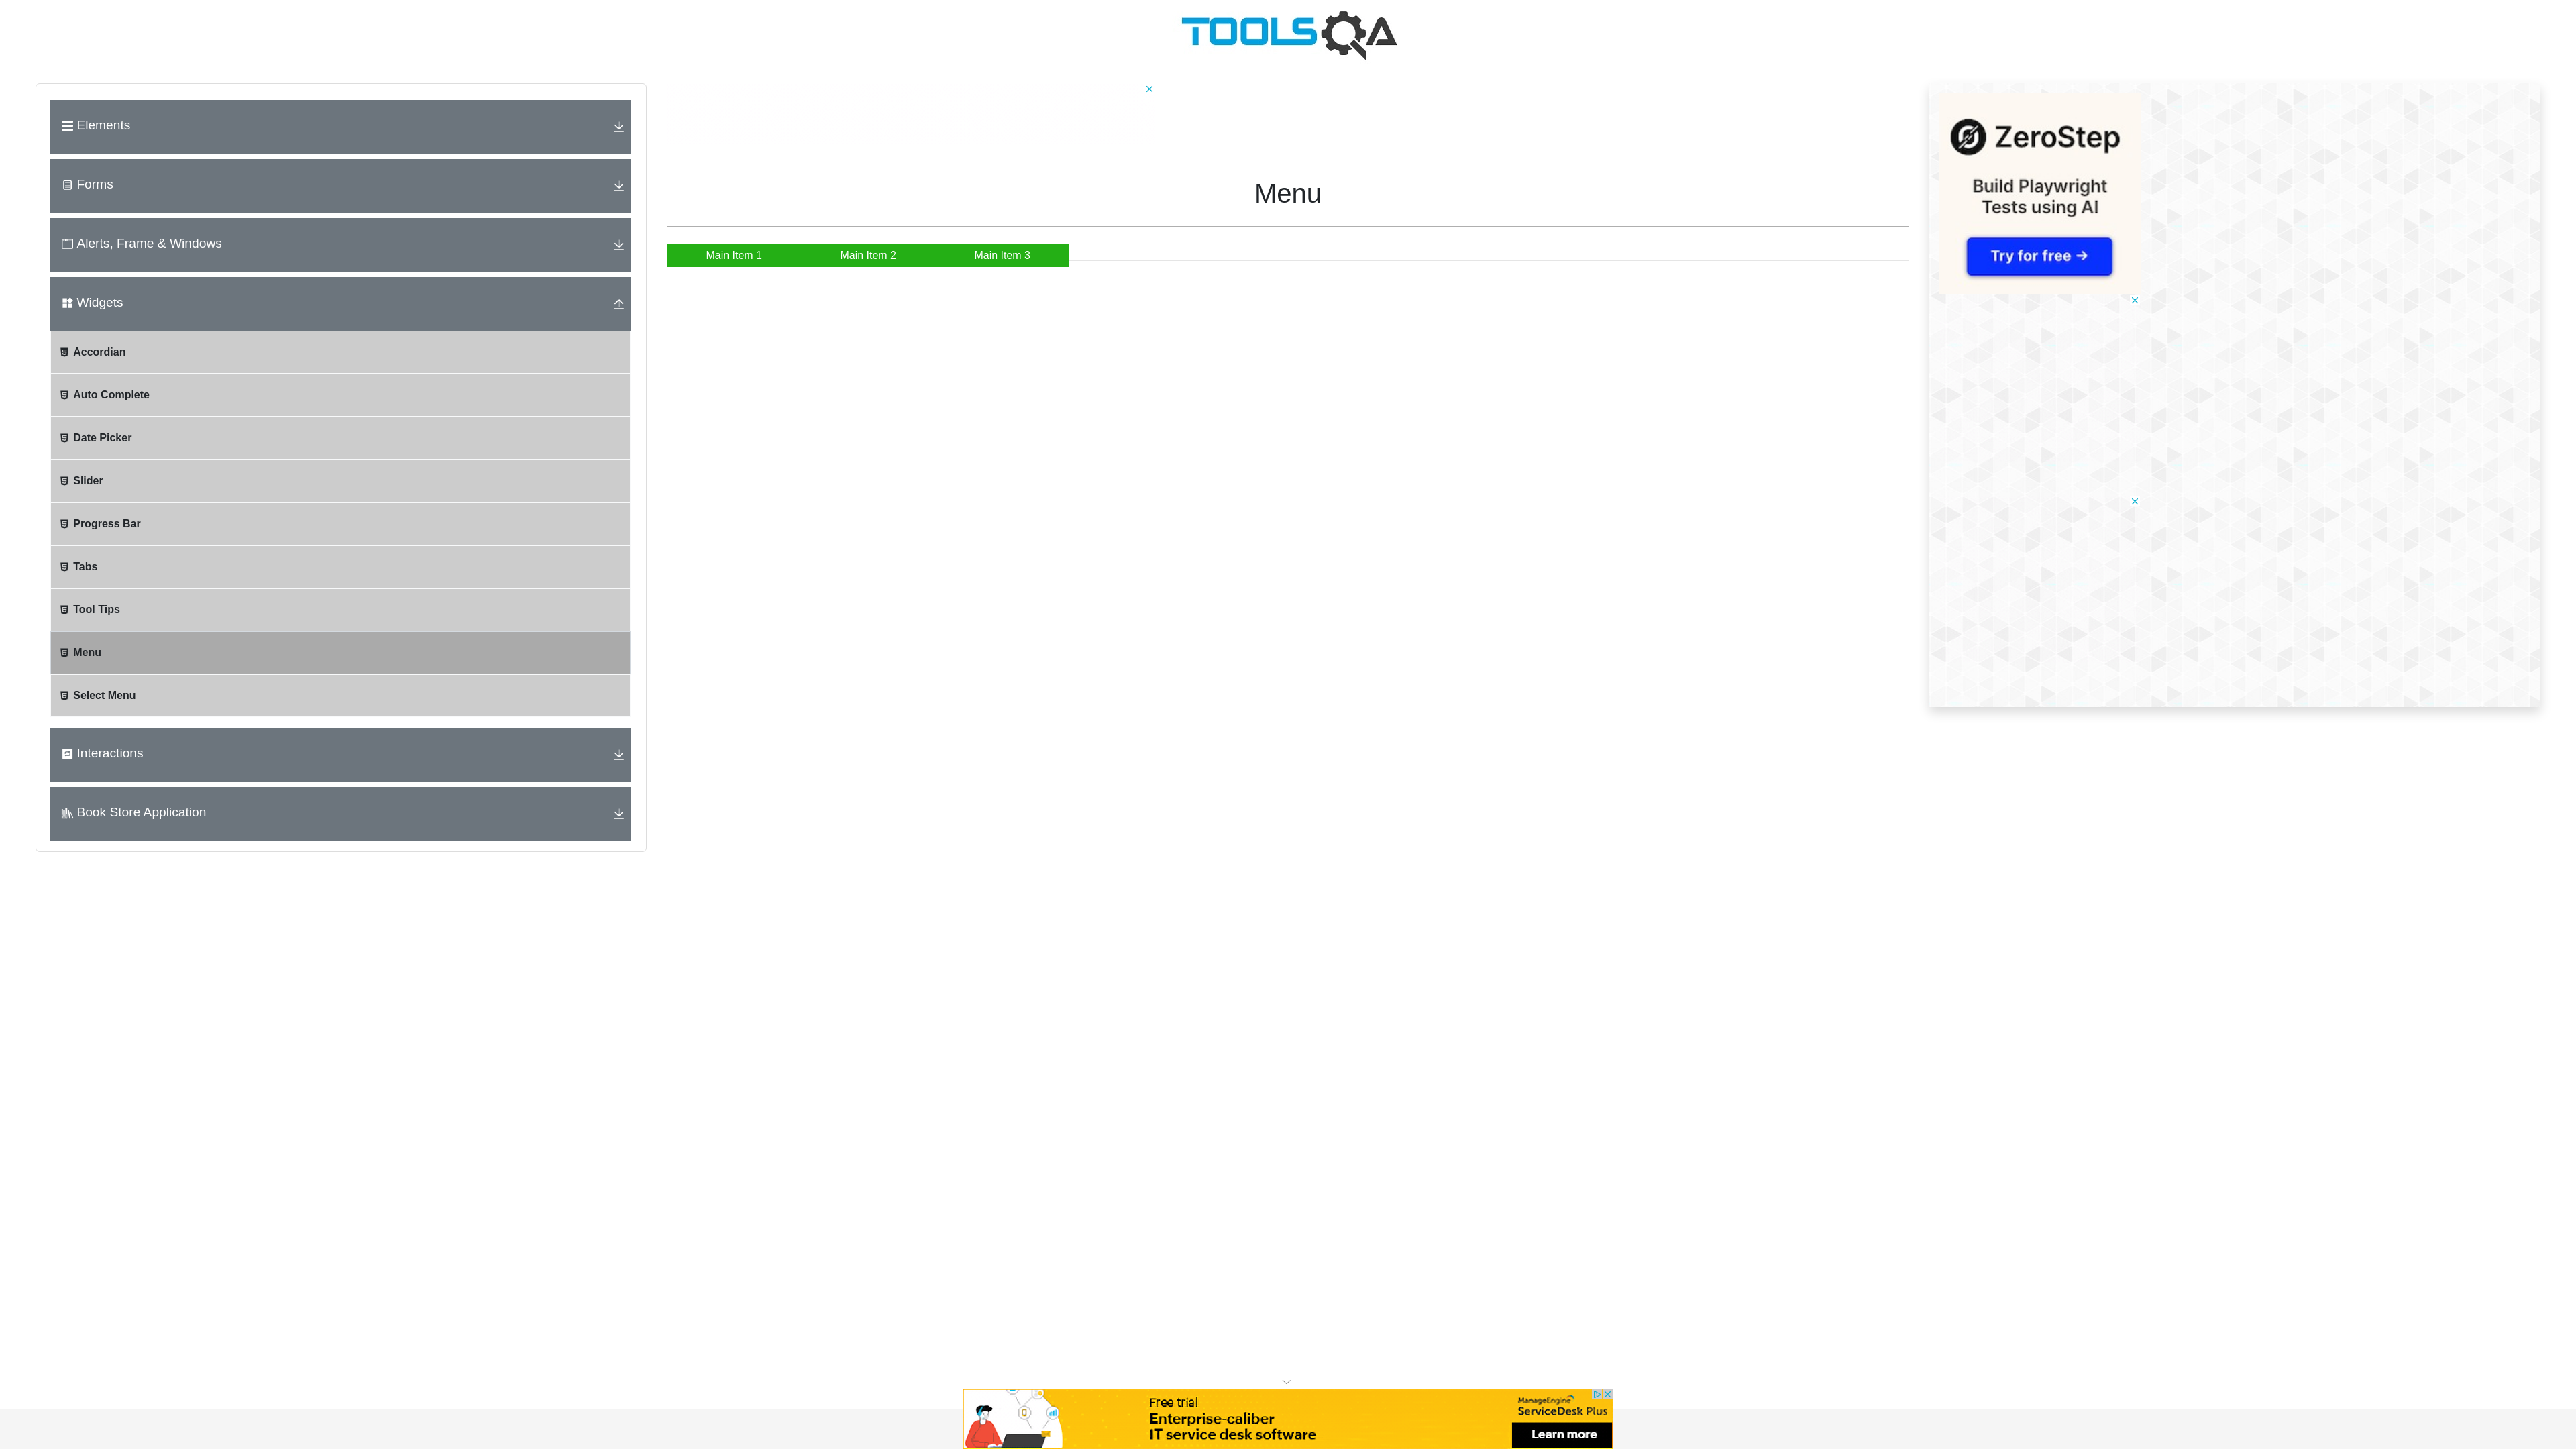 TOOLSQA
Elements
Forms
Alerts, Frame & Windows
Widgets
Accordian
Auto Complete
Date Picker
Slider
Progress Bar
Tabs
Tool Tips
Menu
Select Menu
Interactions
Book Store Application
Menu
Main Item 1
Main Item 2
Main Item 3
ZeroStep
Build Playwright
Tests using AI
Try for free →
Free trial
Enterprise-caliber
IT service desk software
ManageEngine
ServiceDesk Plus
Learn more